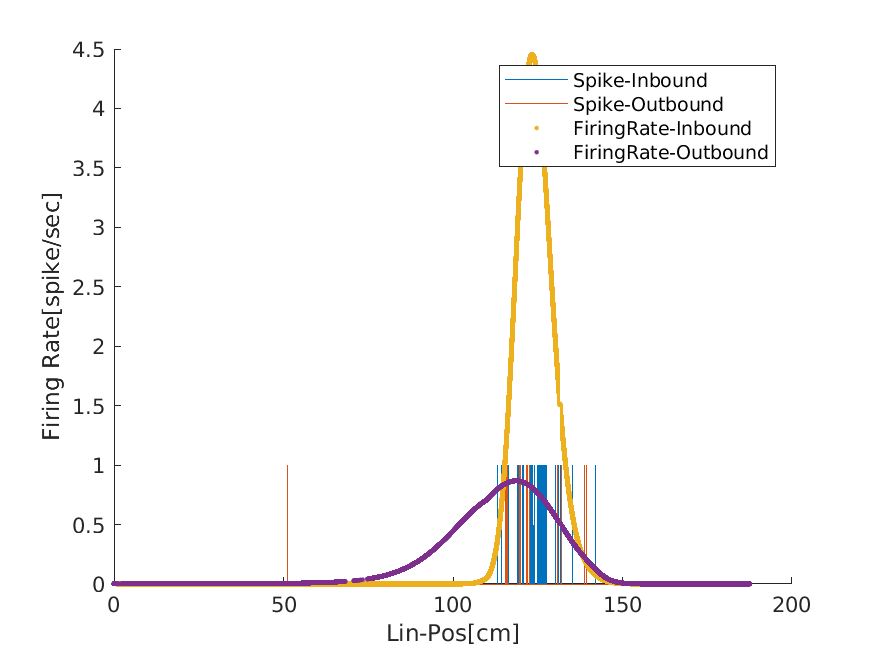 4.5
4
3.5
3
2.5
2
1.5
1
0.5
0
Firing Rate[spike/sec]
Spike-Inbound
Spike-Outbound
FiringRate-Inbound
FiringRate-Outbound
0 50 100 150 200
Lin-Pos[cm]